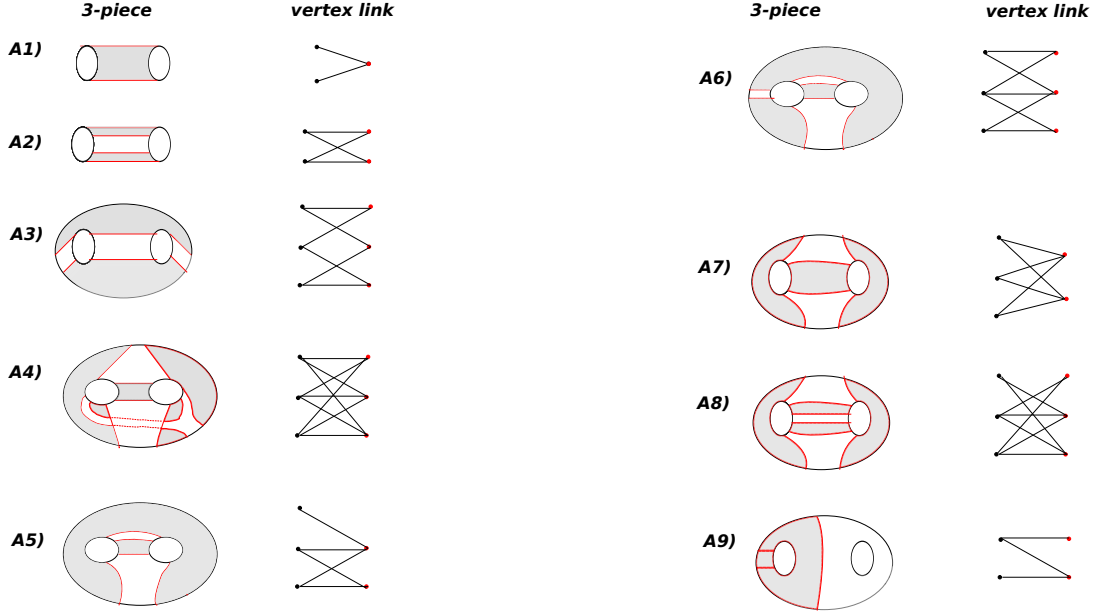 3-piece vertex link
A1)
A2)
A3)
A4)
A5)
3-piece vertex link
A6)
A7)
A8)
A9)